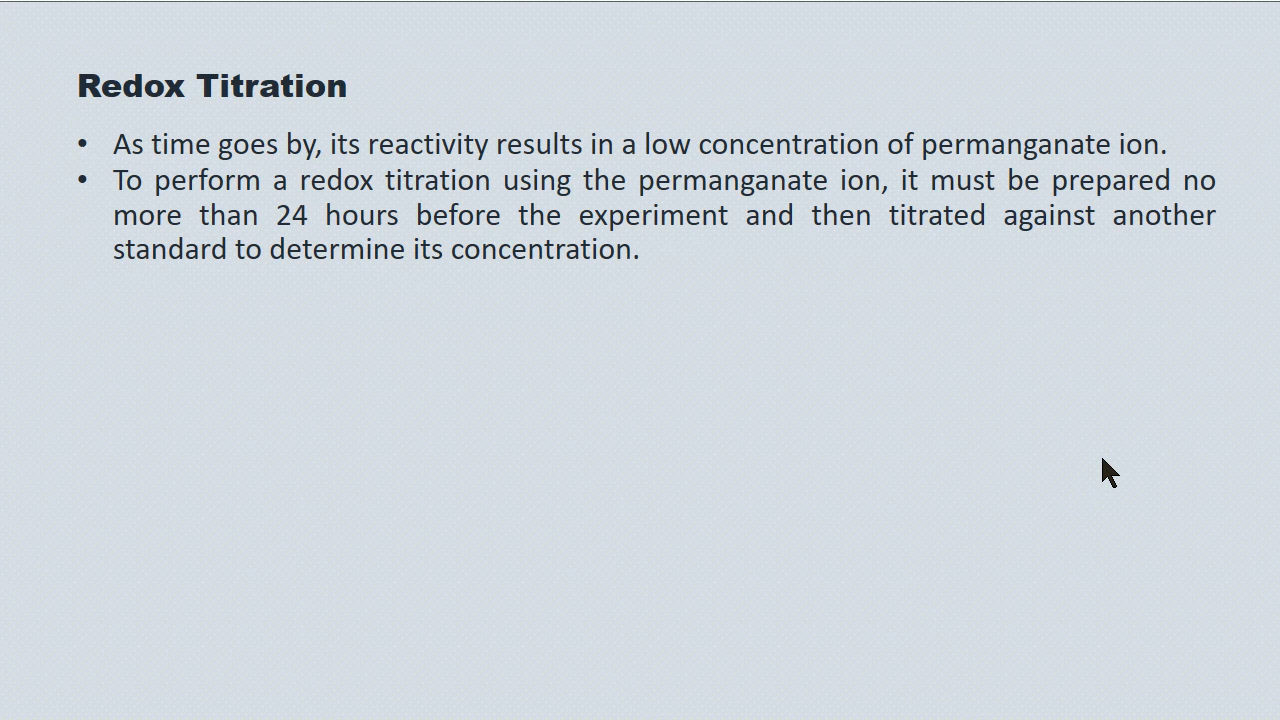 Redox Titration
• As time goes by, its reactivity results in a low concentration of permanganate ion.
• To perform a redox titration using the permanganate ion, it must be prepared no
more than 24 hours before the experiment and then titrated against another
standard to determine its concentration.